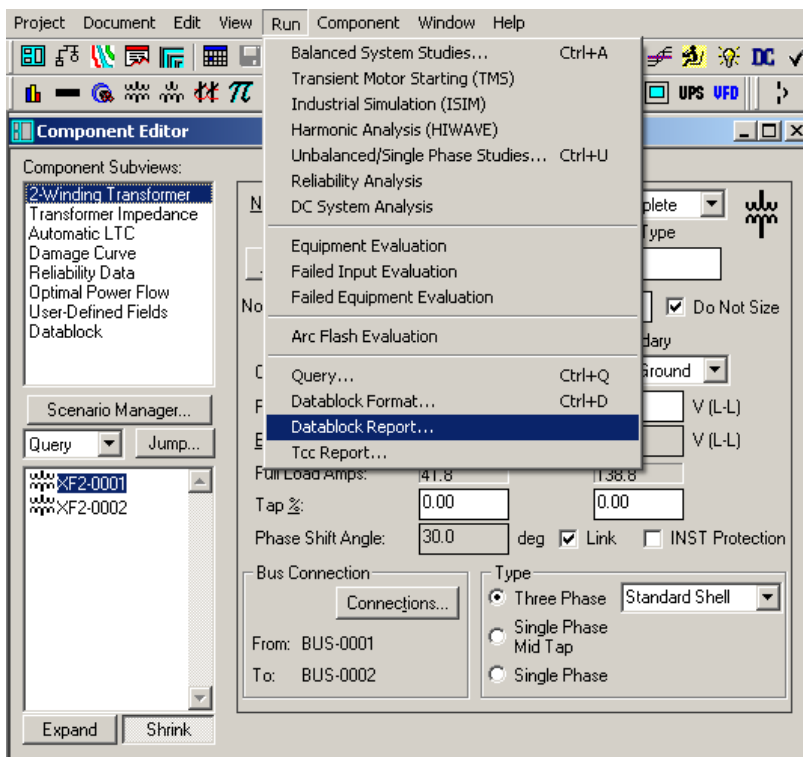 Project Document Edit View Run Component Window Help
DC
UPS VFD
Component Editor
Component Subviews:
2-Winding Transformer
Transformer Impedance
Automatic LTC
Damage Curve
Reliability Data
Optimal Power Flow
User-Defined Fields
Datablock
Scenario Manager...
Query Jump...
XF2-0001
XF2-0002
Expand Shrink
Balanced System Studies... Ctrl+A
Transient Motor Starting (TMS)
Industrial Simulation (ISIM)
Harmonic Analysis (HIWAVE)
Unbalanced/Single Phase Studies... Ctrl+U
Reliability Analysis
DC System Analysis
Equipment Evaluation
Failed Input Evaluation
Failed Equipment Evaluation
Arc Flash Evaluation
Query... Ctrl+Q
Datablock Format... Ctrl+D
Datablock Report...
Tcc Report...
Type
Do Not Size
Ground
V (L-L)
V (L-L)
Full Load Amps: 41.8 138.8
Tap %: 0.00 0.00
Phase Shift Angle: 30.0 deg Link INST Protection
Bus Connection
Connections...
From: BUS-0001
To: BUS-0002
Type
Three Phase Standard Shell
Single Phase
Mid Tap
Single Phase